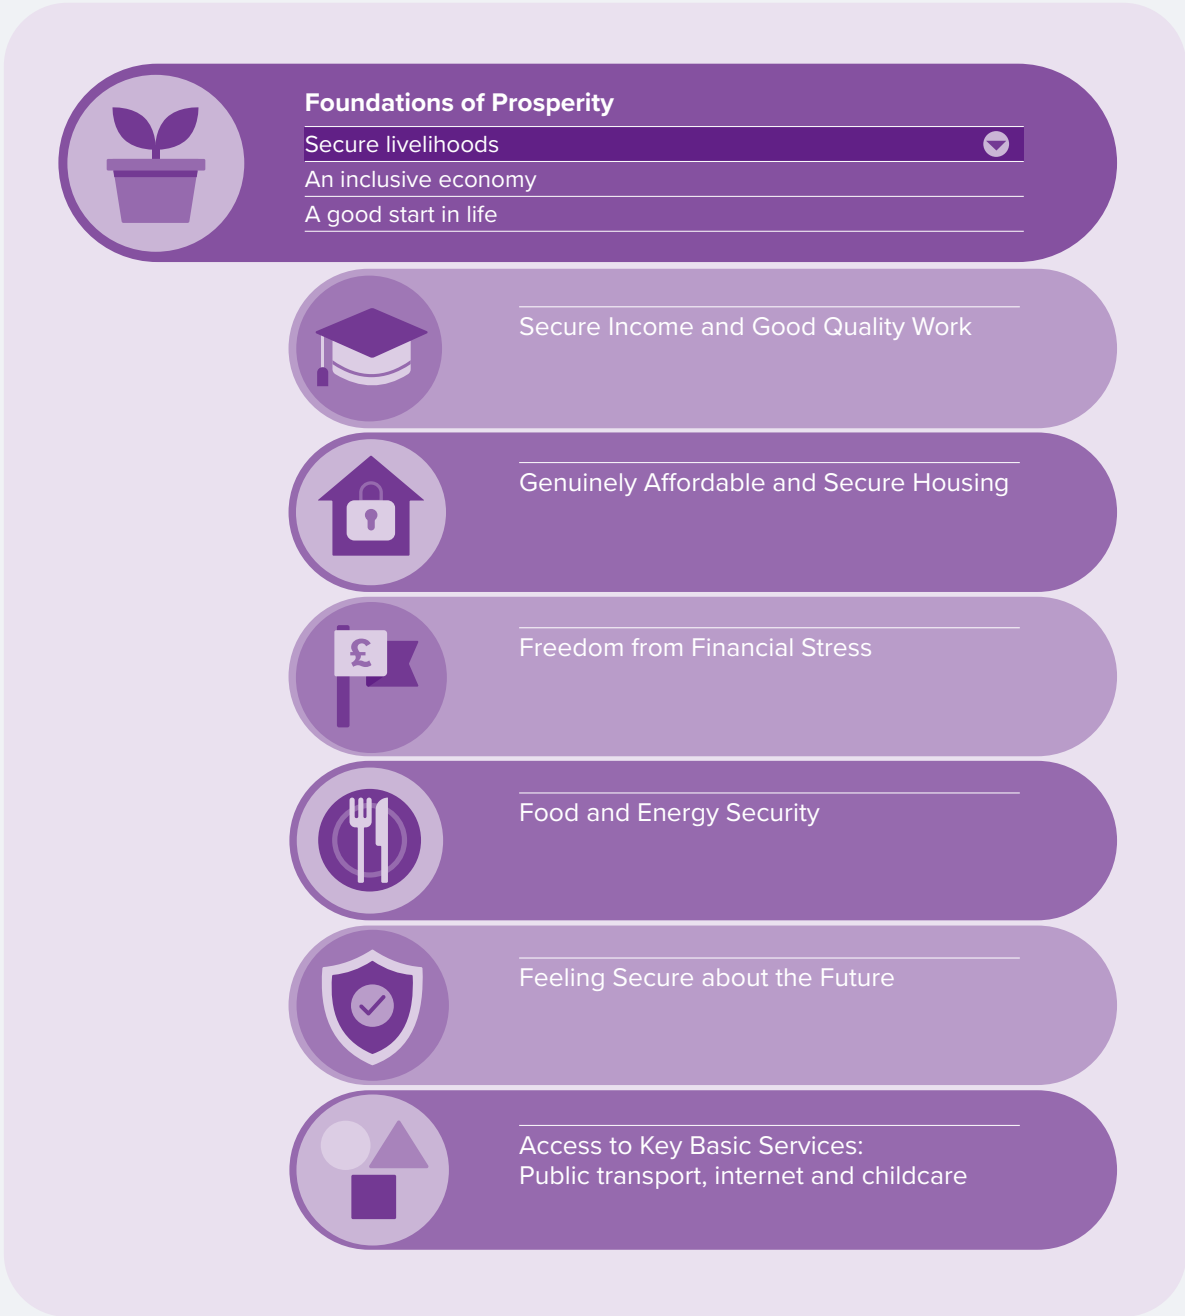 Foundations of Prosperity
Secure livelihoods
An inclusive economy
A good start in life
Secure Income and Good Quality Work
Genuinely Affordable and Secure Housing
£
Freedom from Financial Stress
Food and Energy Security
Feeling Secure about the Future
Access to Key Basic Services:
Public transport, internet and childcare